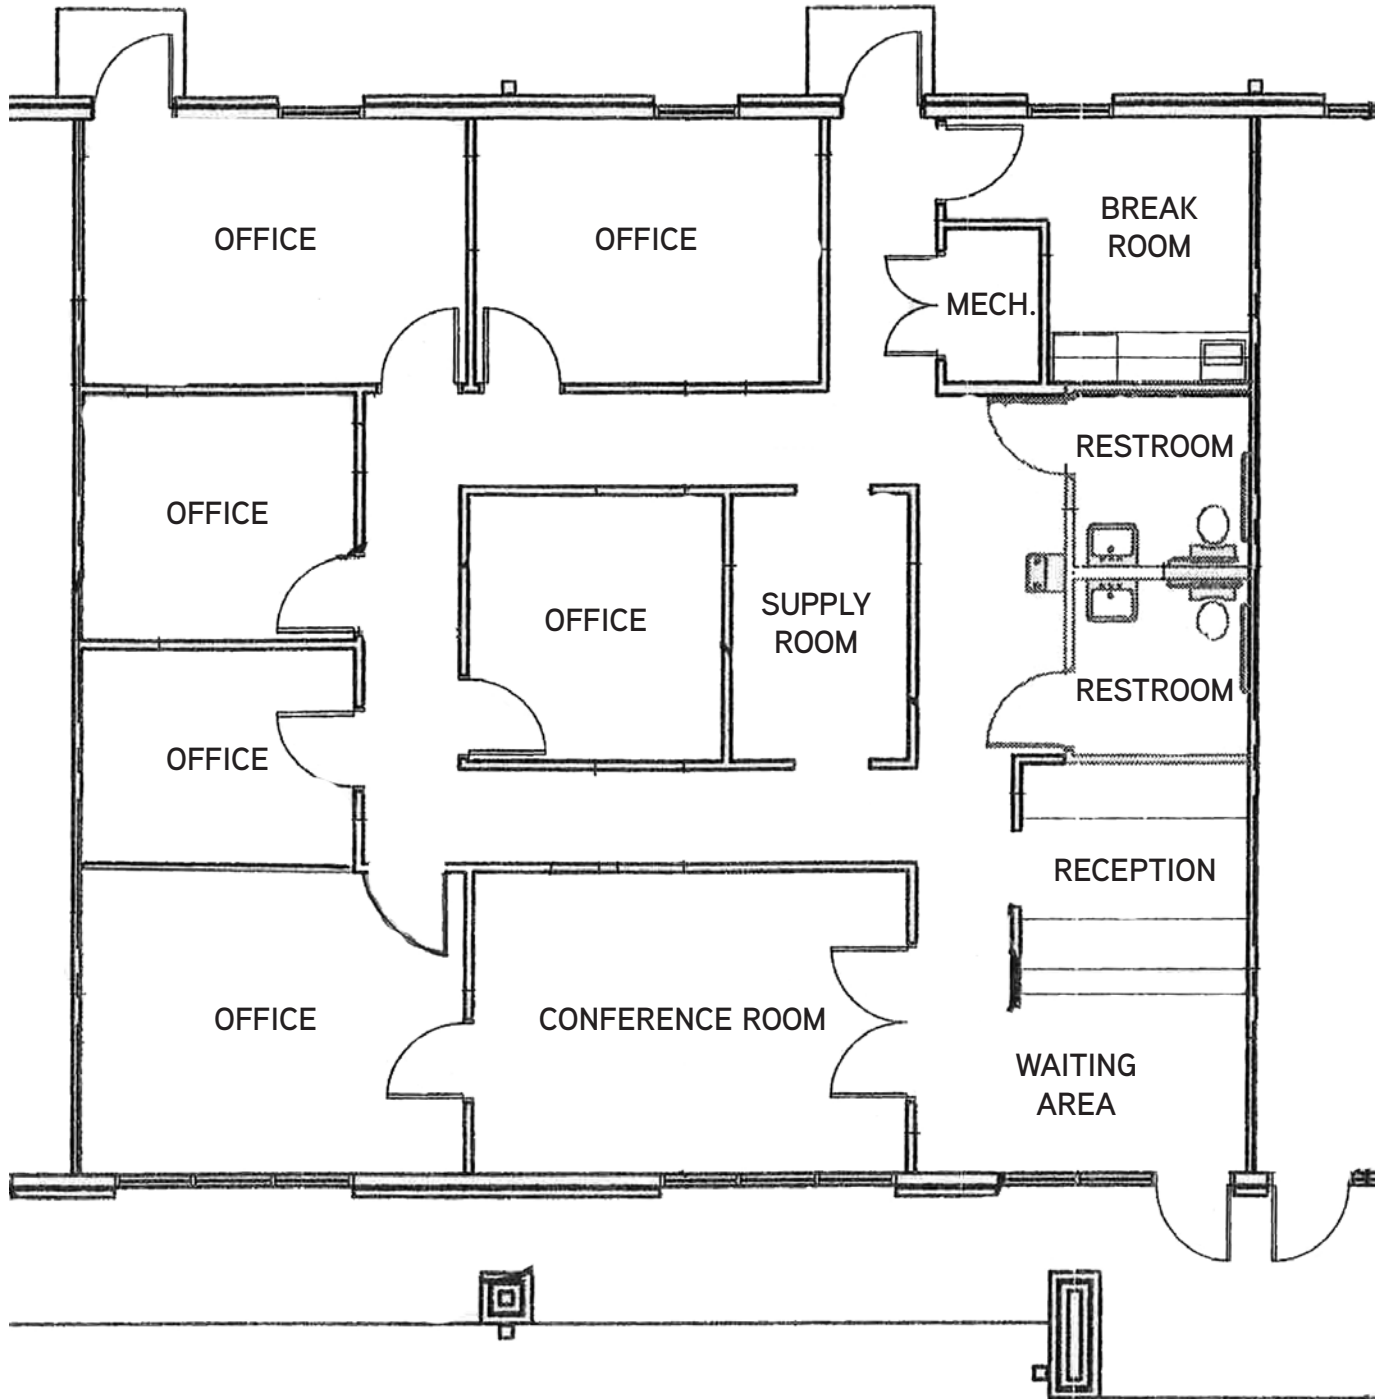 OFFICE
OFFICE
BREAK
ROOM
MECH.
RESTROOM
OFFICE
OFFICE
SUPPLY
ROOM
RESTROOM
OFFICE
RECEPTION
OFFICE
CONFERENCE ROOM
WAITING
AREA